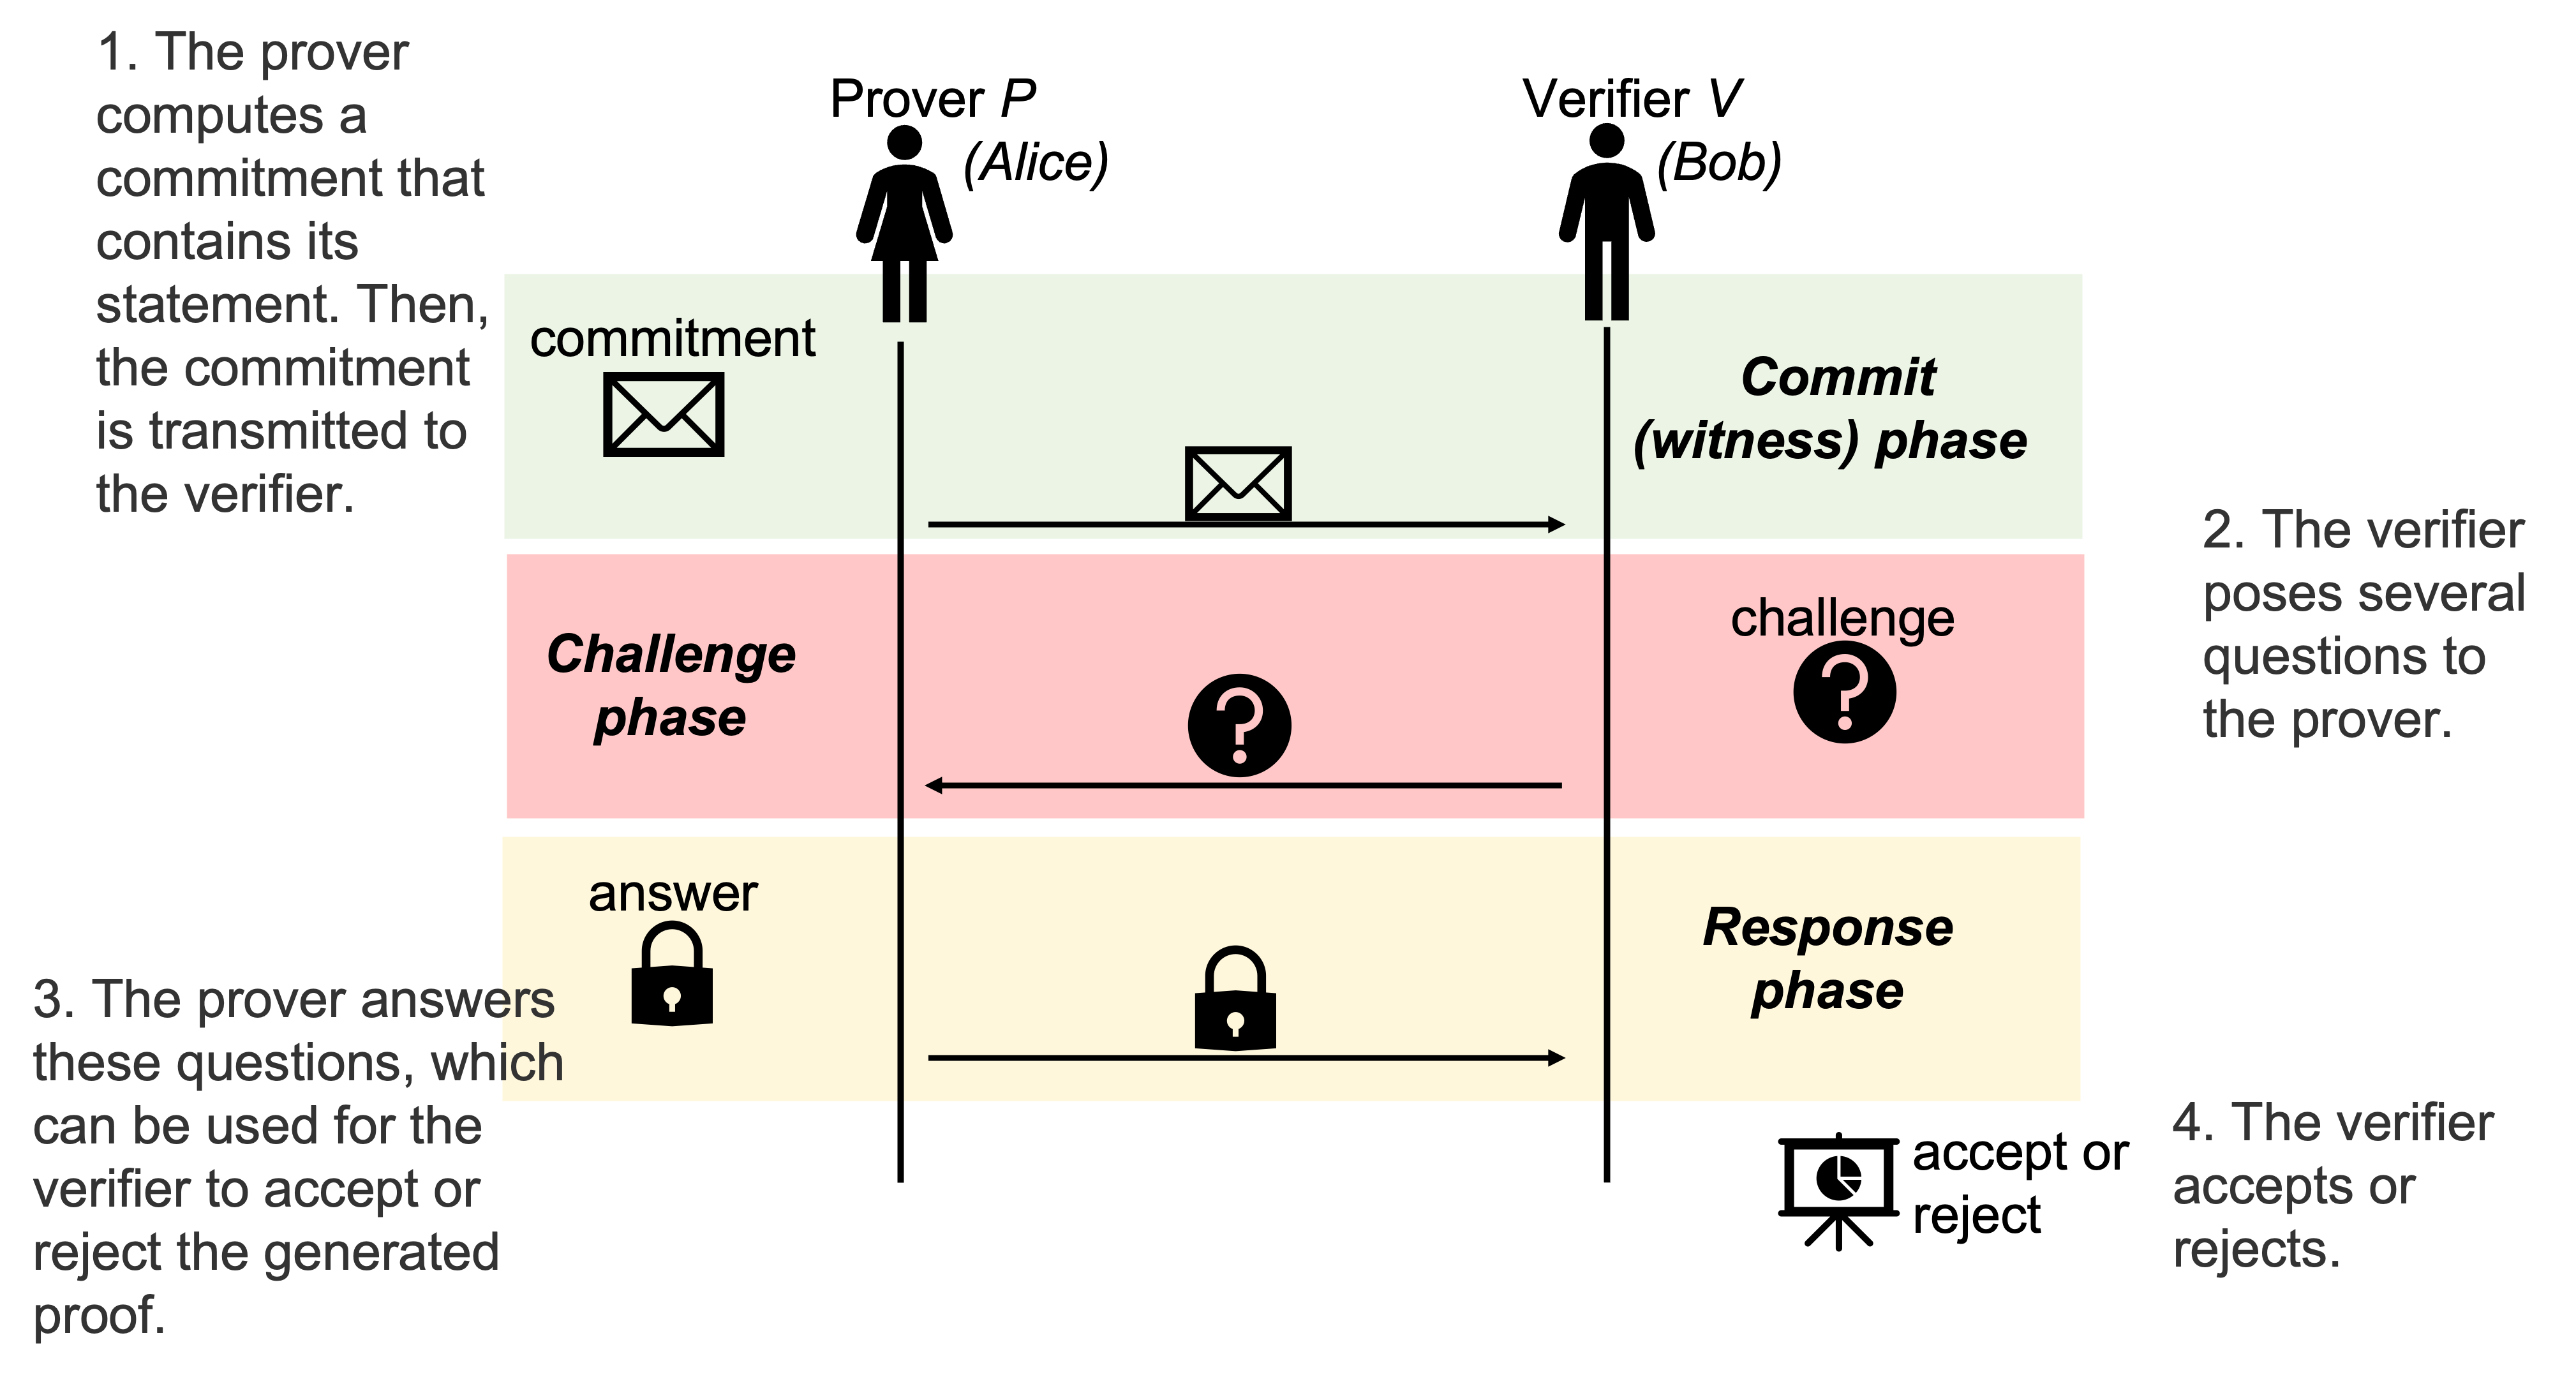 1. The prover
computes a
commitment that
contains its
statement. Then,
the commitment
is transmitted to
the verifier.
Prover P
(Alice)
Verifier V
(Bob)
commitment
Commit
(witness) phase
2. The verifier
poses several
questions to
the prover.
Challenge
phase
challenge
?
?
answer
Response
phase
3. The prover answers
these questions, which
can be used for the
verifier to accept or
reject the generated
proof.
accept or
reject
4. The verifier
accepts or
rejects.